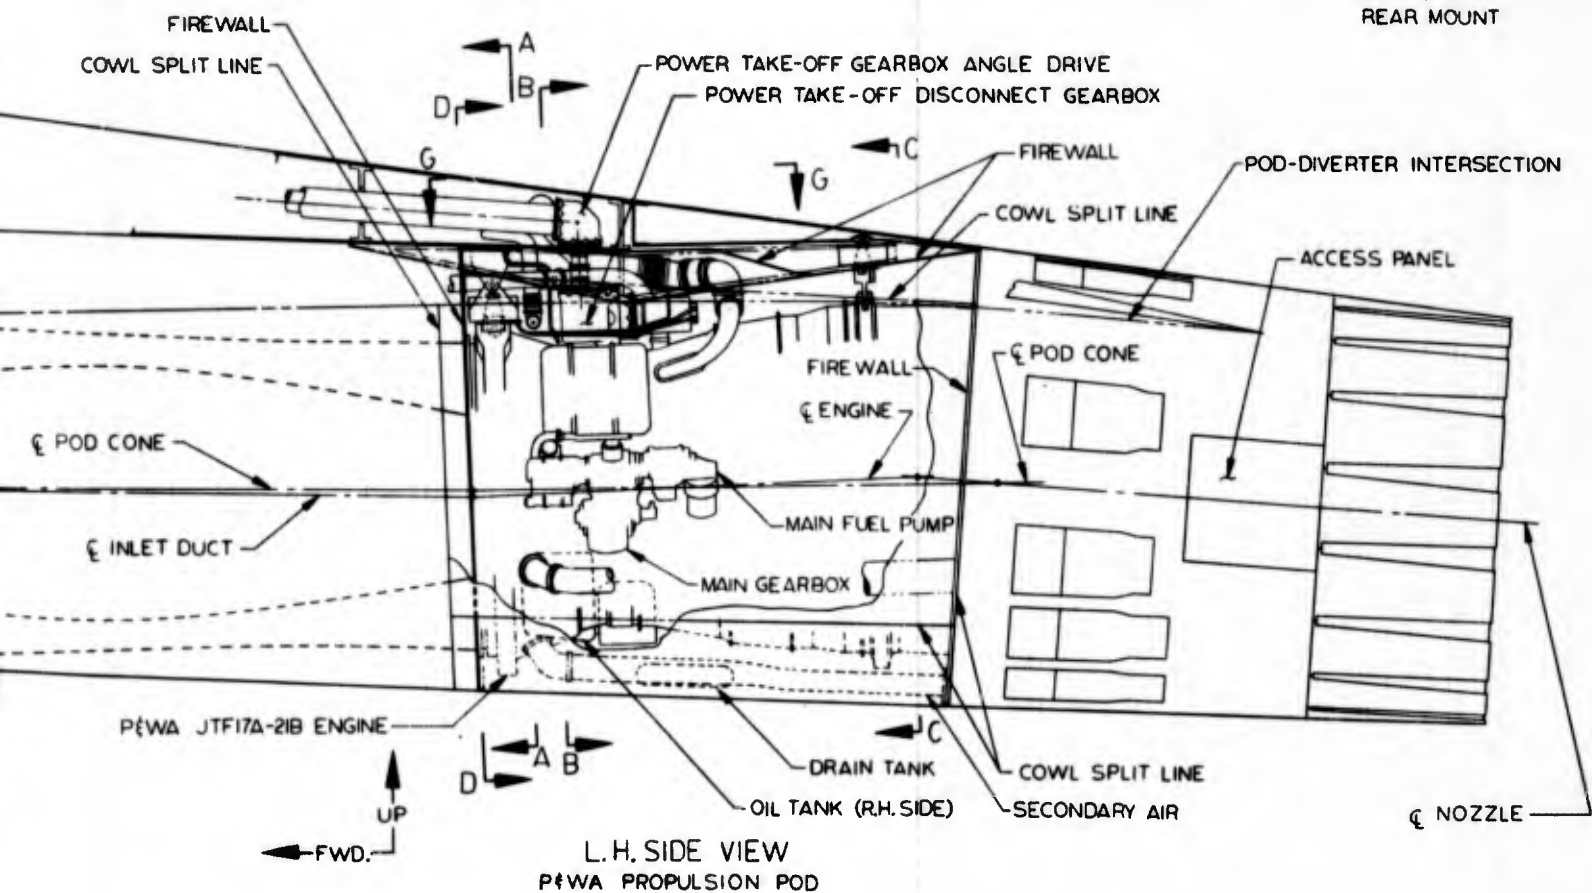 REAR MOUNT
FIREWALL
COWL SPLIT LINE
A
B
D
POWER TAKE-OFF GEARBOX ANGLE DRIVE
POWER TAKE-OFF DISCONNECT GEARBOX
G
C
G
FIREWALL
POD-DIVERTER INTERSECTION
COWL SPLIT LINE
ACCESS PANEL
FIREWALL
℄ POD CONE
℄ ENGINE
℄ POD CONE
℄ INLET DUCT
MAIN FUEL PUMP
MAIN GEARBOX
P&WA JTF17A-21B ENGINE
A
B
D
C
DRAIN TANK
COWL SPLIT LINE
OIL TANK (R.H. SIDE)
SECONDARY AIR
℄ NOZZLE
UP
FWD.
L.H. SIDE VIEW
P&WA PROPULSION POD